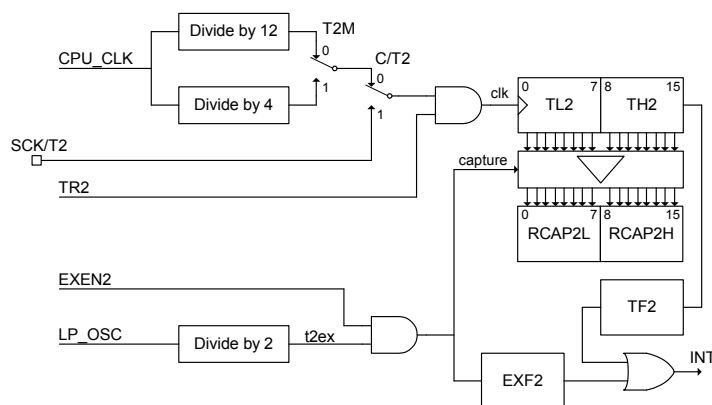 Divide by 12
T2M
CPU_CLK
0
C/T2
1
0
Divide by 4
1
clk
0 7 8 15
TL2 TH2
SCK/T2
capture
TR2
0 7 8 15
RCAP2L RCAP2H
EXEN2
TF2
LP_OSC
Divide by 2
t2ex
INT
EXF2